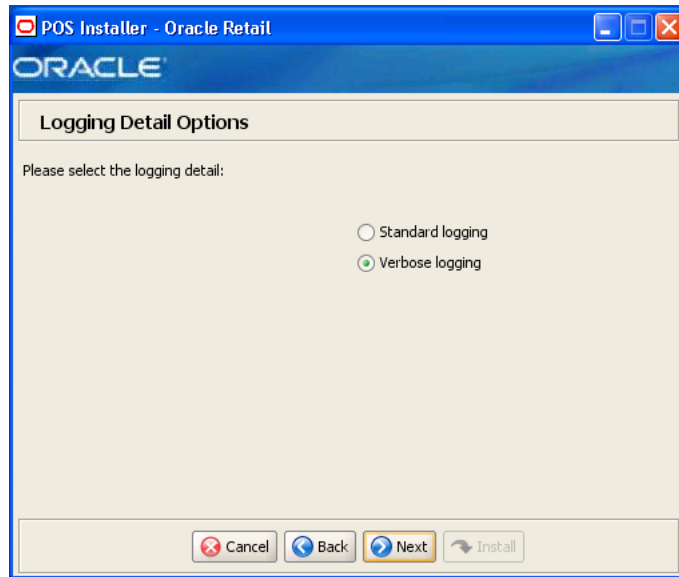 POS Installer - Oracle Retail
ORACLE
Logging Detail Options
Please select the logging detail:
Standard logging
Verbose logging
Cancel Back Next Install